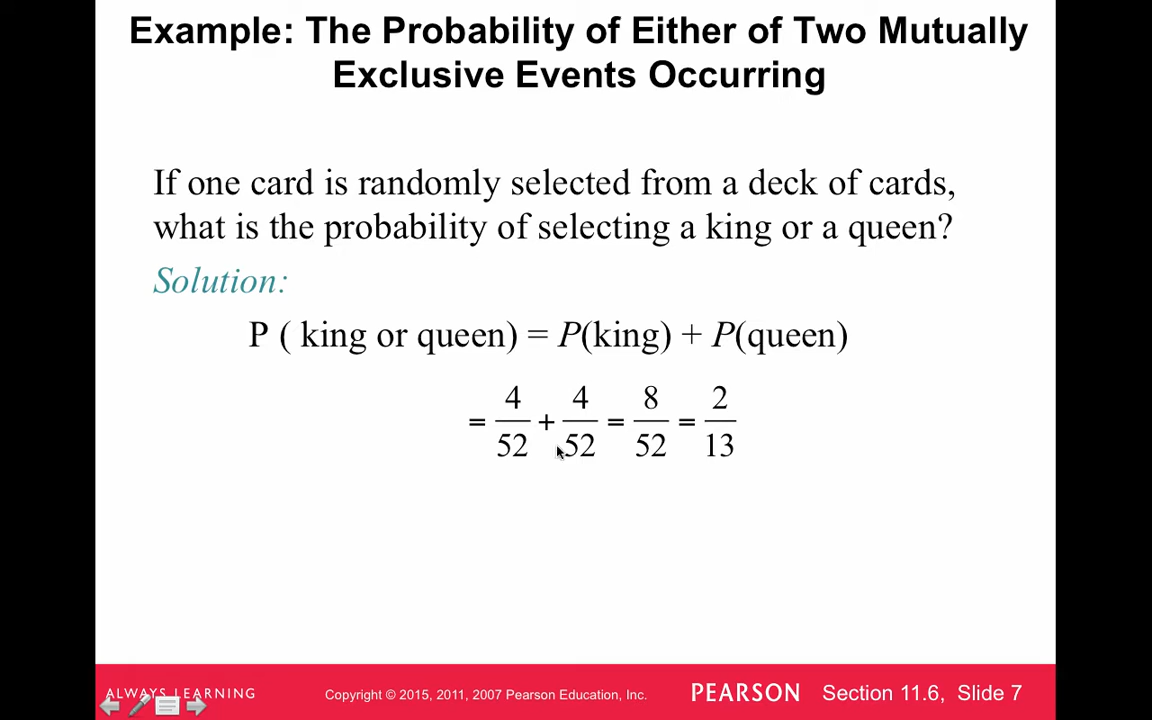 Example: The Probability of Either of Two Mutually
Exclusive Events Occurring
If one card is randomly selected from a deck of cards,
what is the probability of selecting a king or a queen?
Solution:
P ( king or queen) = P(king) + P(queen)
= 4/52 + 4/52 = 8/52 = 2/13
ALWAYS LEARNING
Copyright © 2015, 2011, 2007 Pearson Education, Inc.
PEARSON
Section 11.6, Slide 7